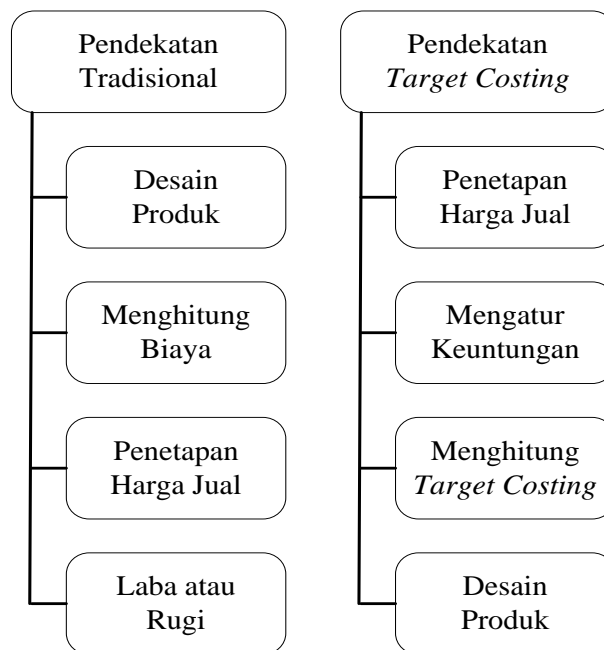 Pendekatan
Tradisional
Desain
Produk
Menghitung
Biaya
Penetapan
Harga Jual
Laba atau
Rugi
Pendekatan
Target Costing
Penetapan
Harga Jual
Mengatur
Keuntungan
Menghitung
Target Costing
Desain
Produk